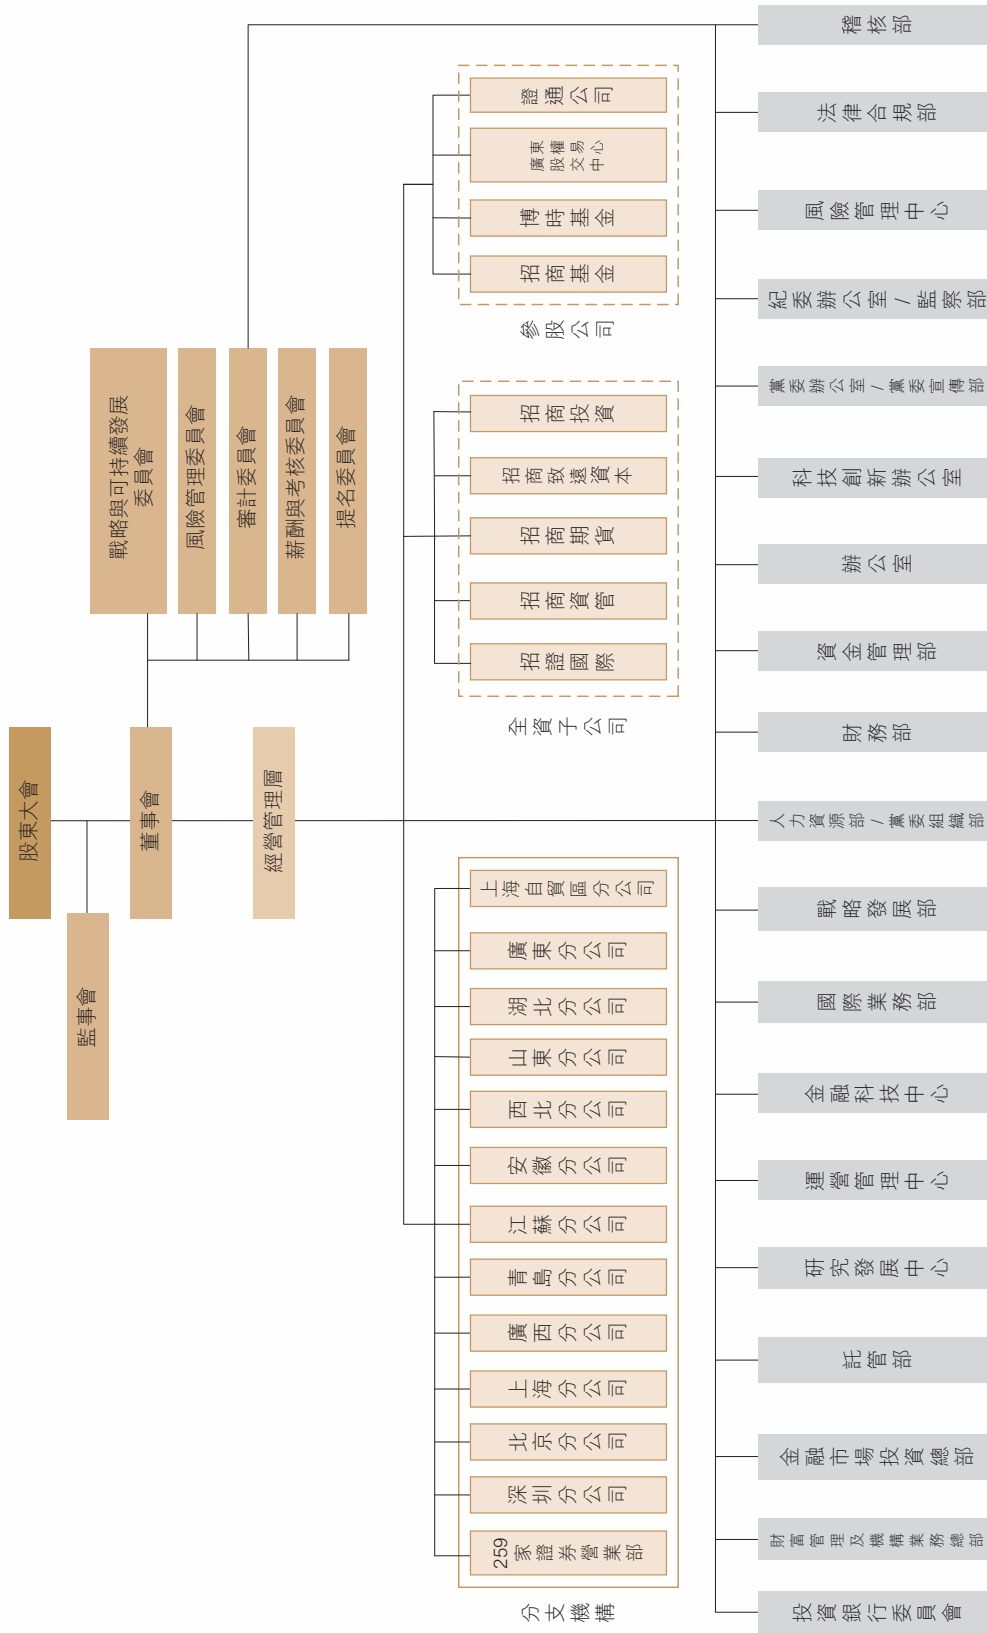 股東大會
監事會
董事會
經營管理層
戰略與可持續發展
委員會
風險管理委員會
審計委員會
薪酬與考核委員會
提名委員會
分支機構
259
家證券營業部
深圳分公司
北京分公司
上海分公司
廣西分公司
青島分公司
江蘇分公司
安徽分公司
西北分公司
山東分公司
湖北分公司
廣東分公司
上海自貿區分公司
全資子公司
招證國際
招商資管
招商期貨
招商致遠資本
招商投資
參股公司
招商基金
博時基金
廣東
股權
交易
中心
證通公司
投資銀行委員會
財富管理及機構業務總部
金融市場投資總部
託管部
研究發展中心
運營管理中心
金融科技中心
國際業務部
戰略發展部
人力資源部/黨委組織部
財務部
資金管理部
辦公室
科技創新辦公室
黨委辦公室/黨委宣傳部
紀委辦公室/監察部
風險管理中心
法律合規部
稽核部